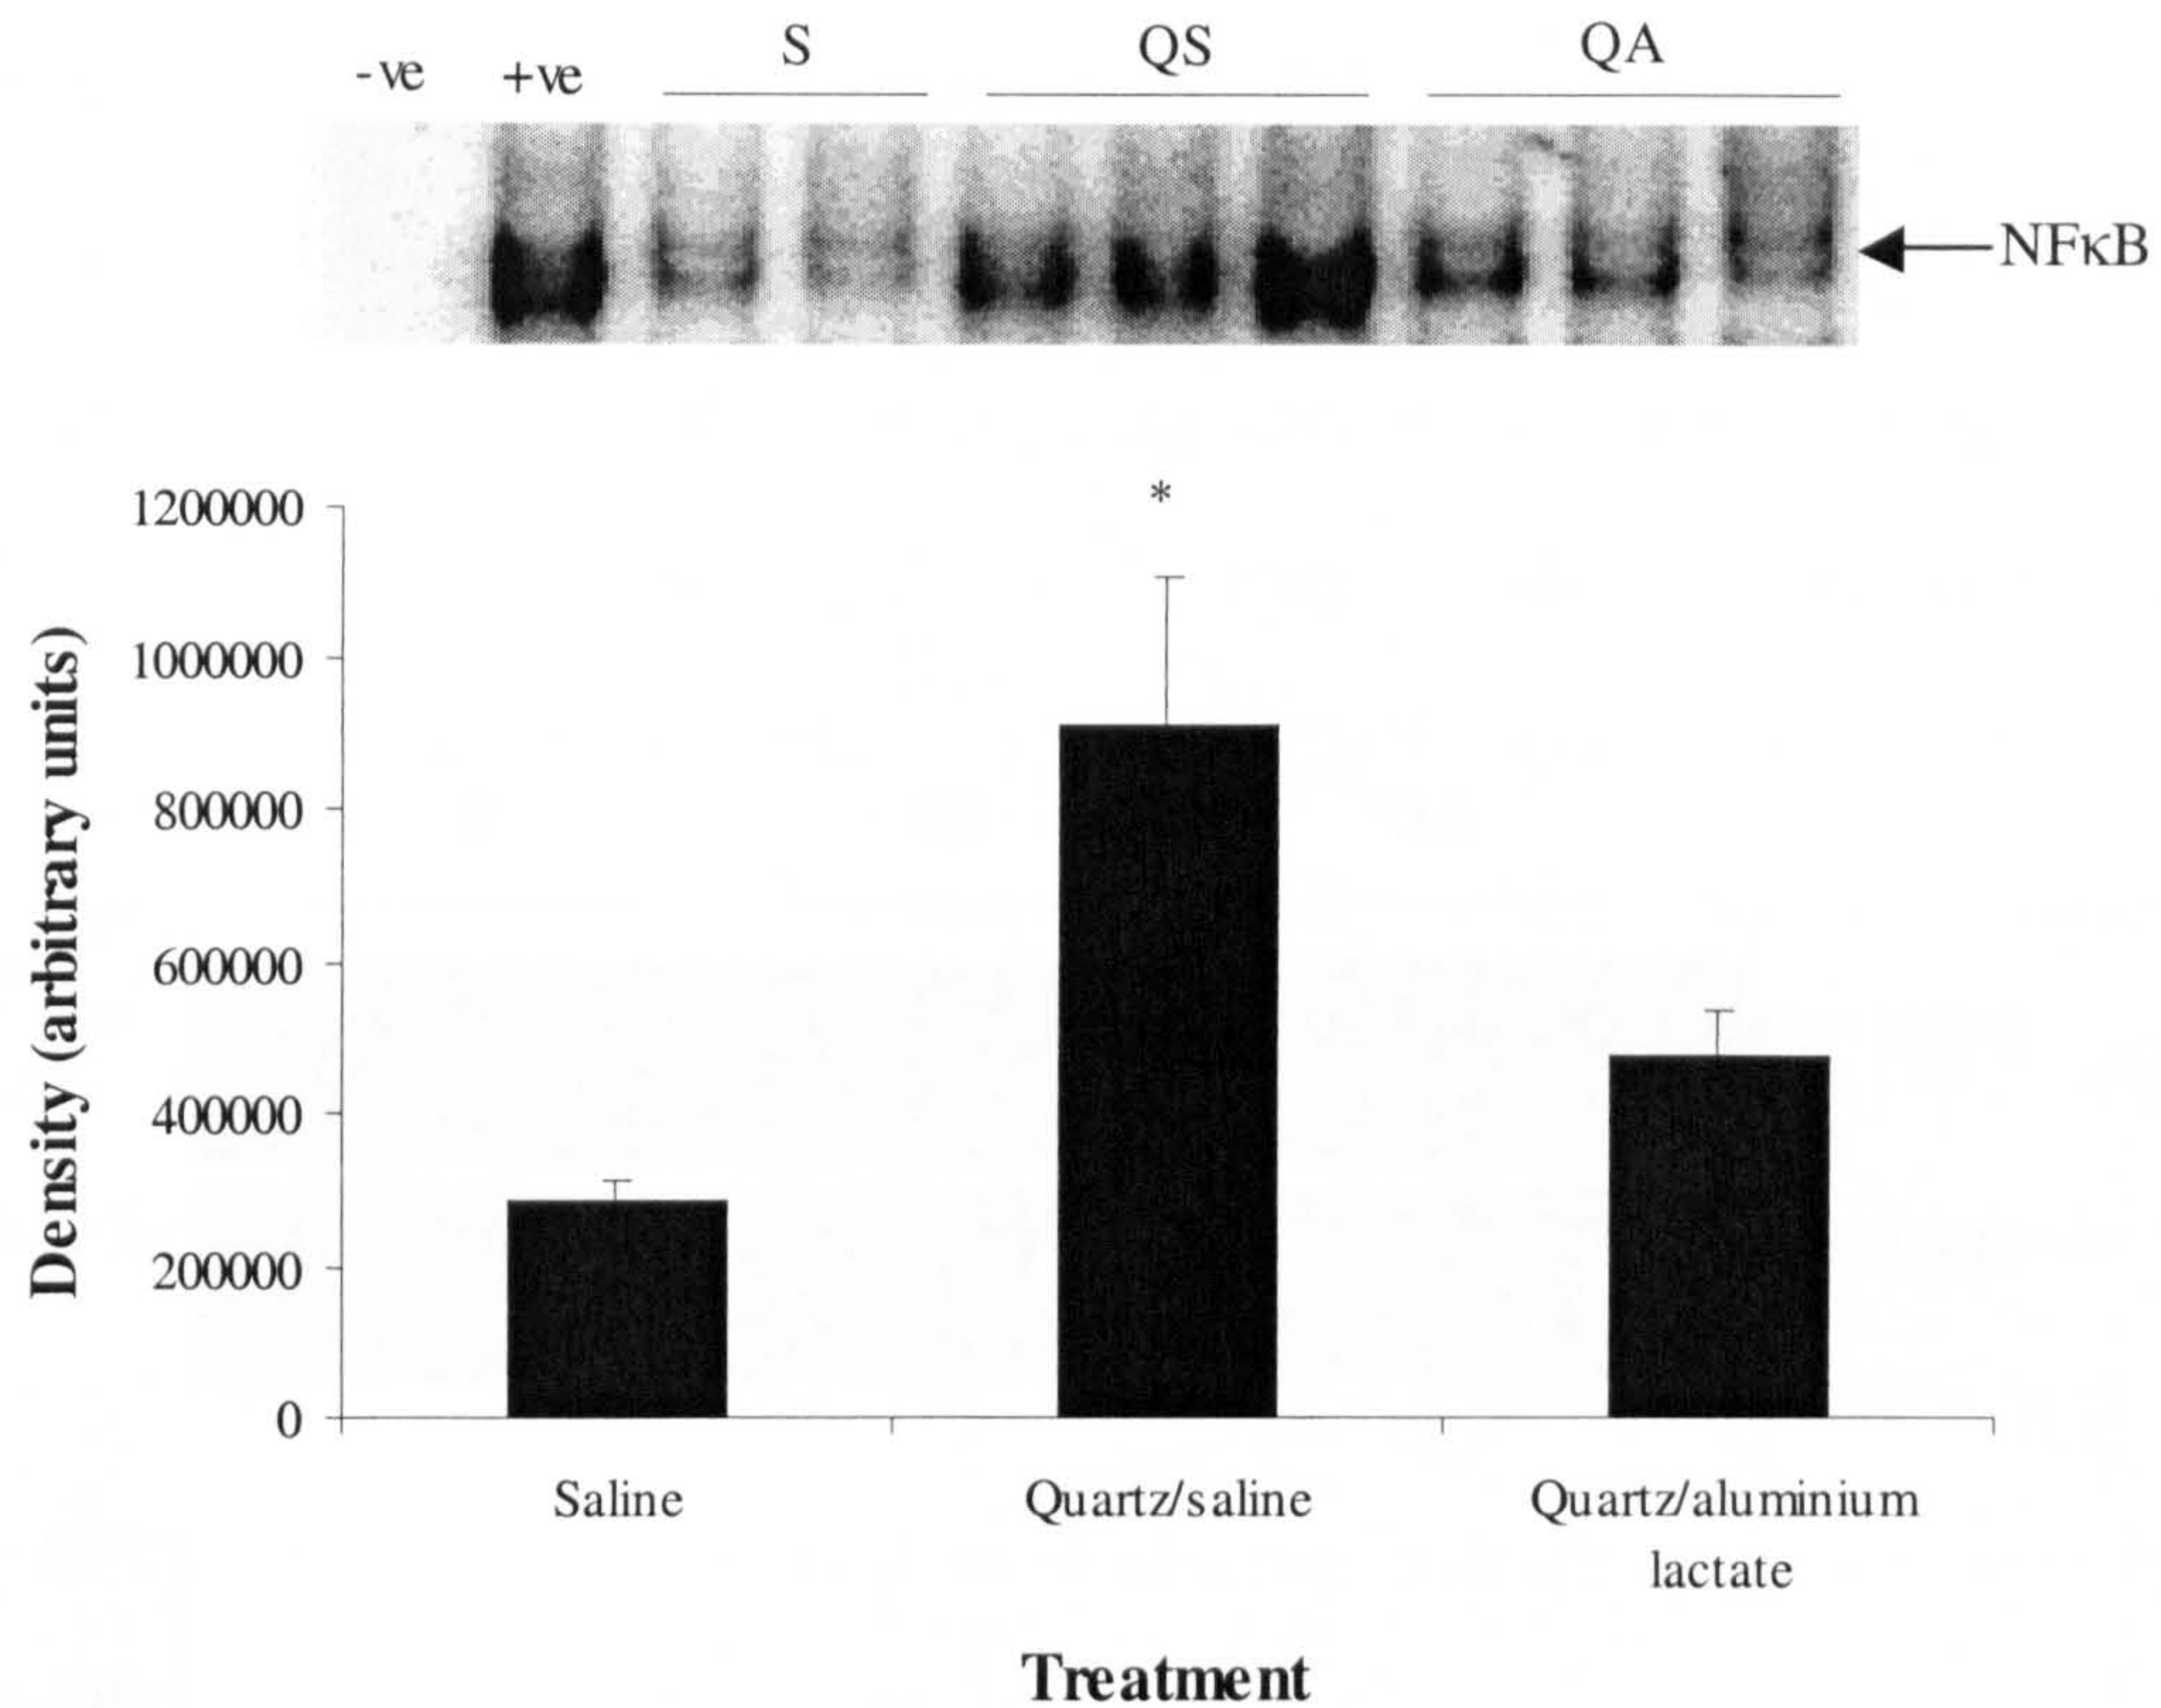 -ve +ve S QS QA
NFκB
*
1200000
1000000
800000
600000
400000
200000
0
Density (arbitrary units)
Saline Quartz/saline Quartz/aluminium
lactate
Treatment